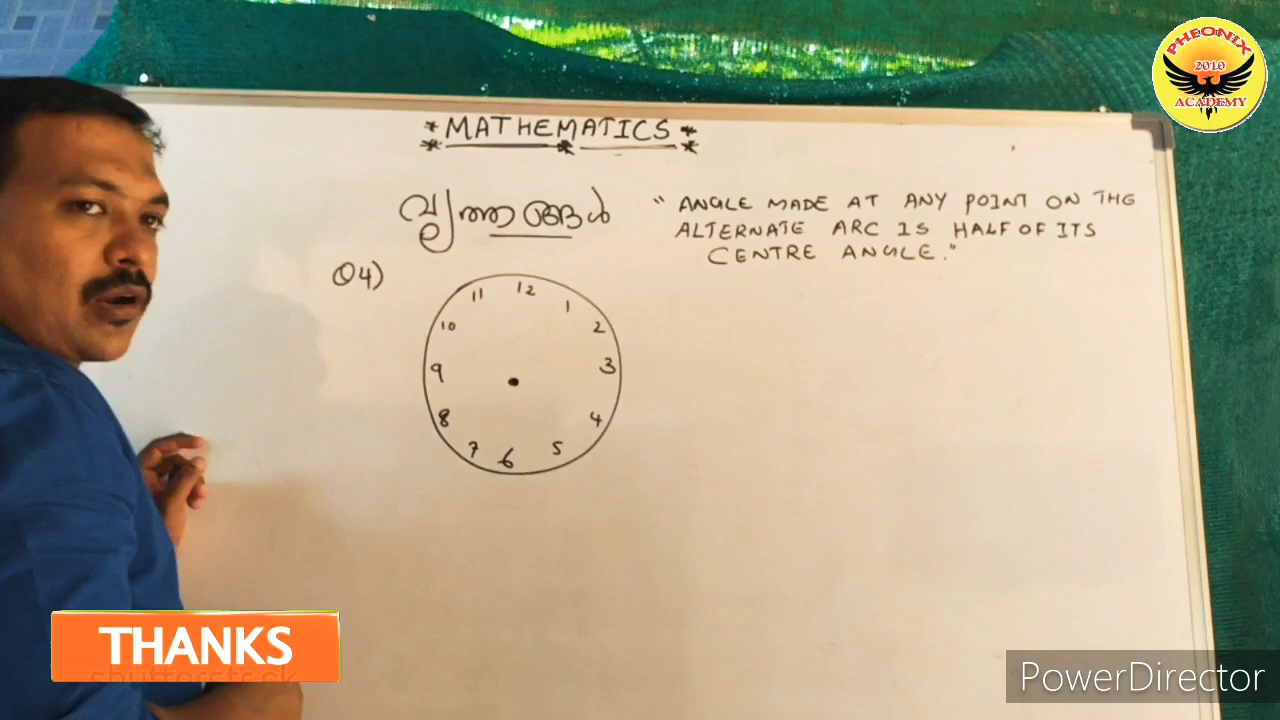 PHEONIX
2010
ACADEMY
* MATHEMATICS *
വൃത്തങ്ങൾ
" ANGLE MADE AT ANY POINT ON THE
ALTERNATE ARC IS HALF OF ITS
CENTRE ANGLE."
Q4)
12
11
1
10
2
9
3
8
4
7
5
6
THANKS
shutterstock
PowerDirector